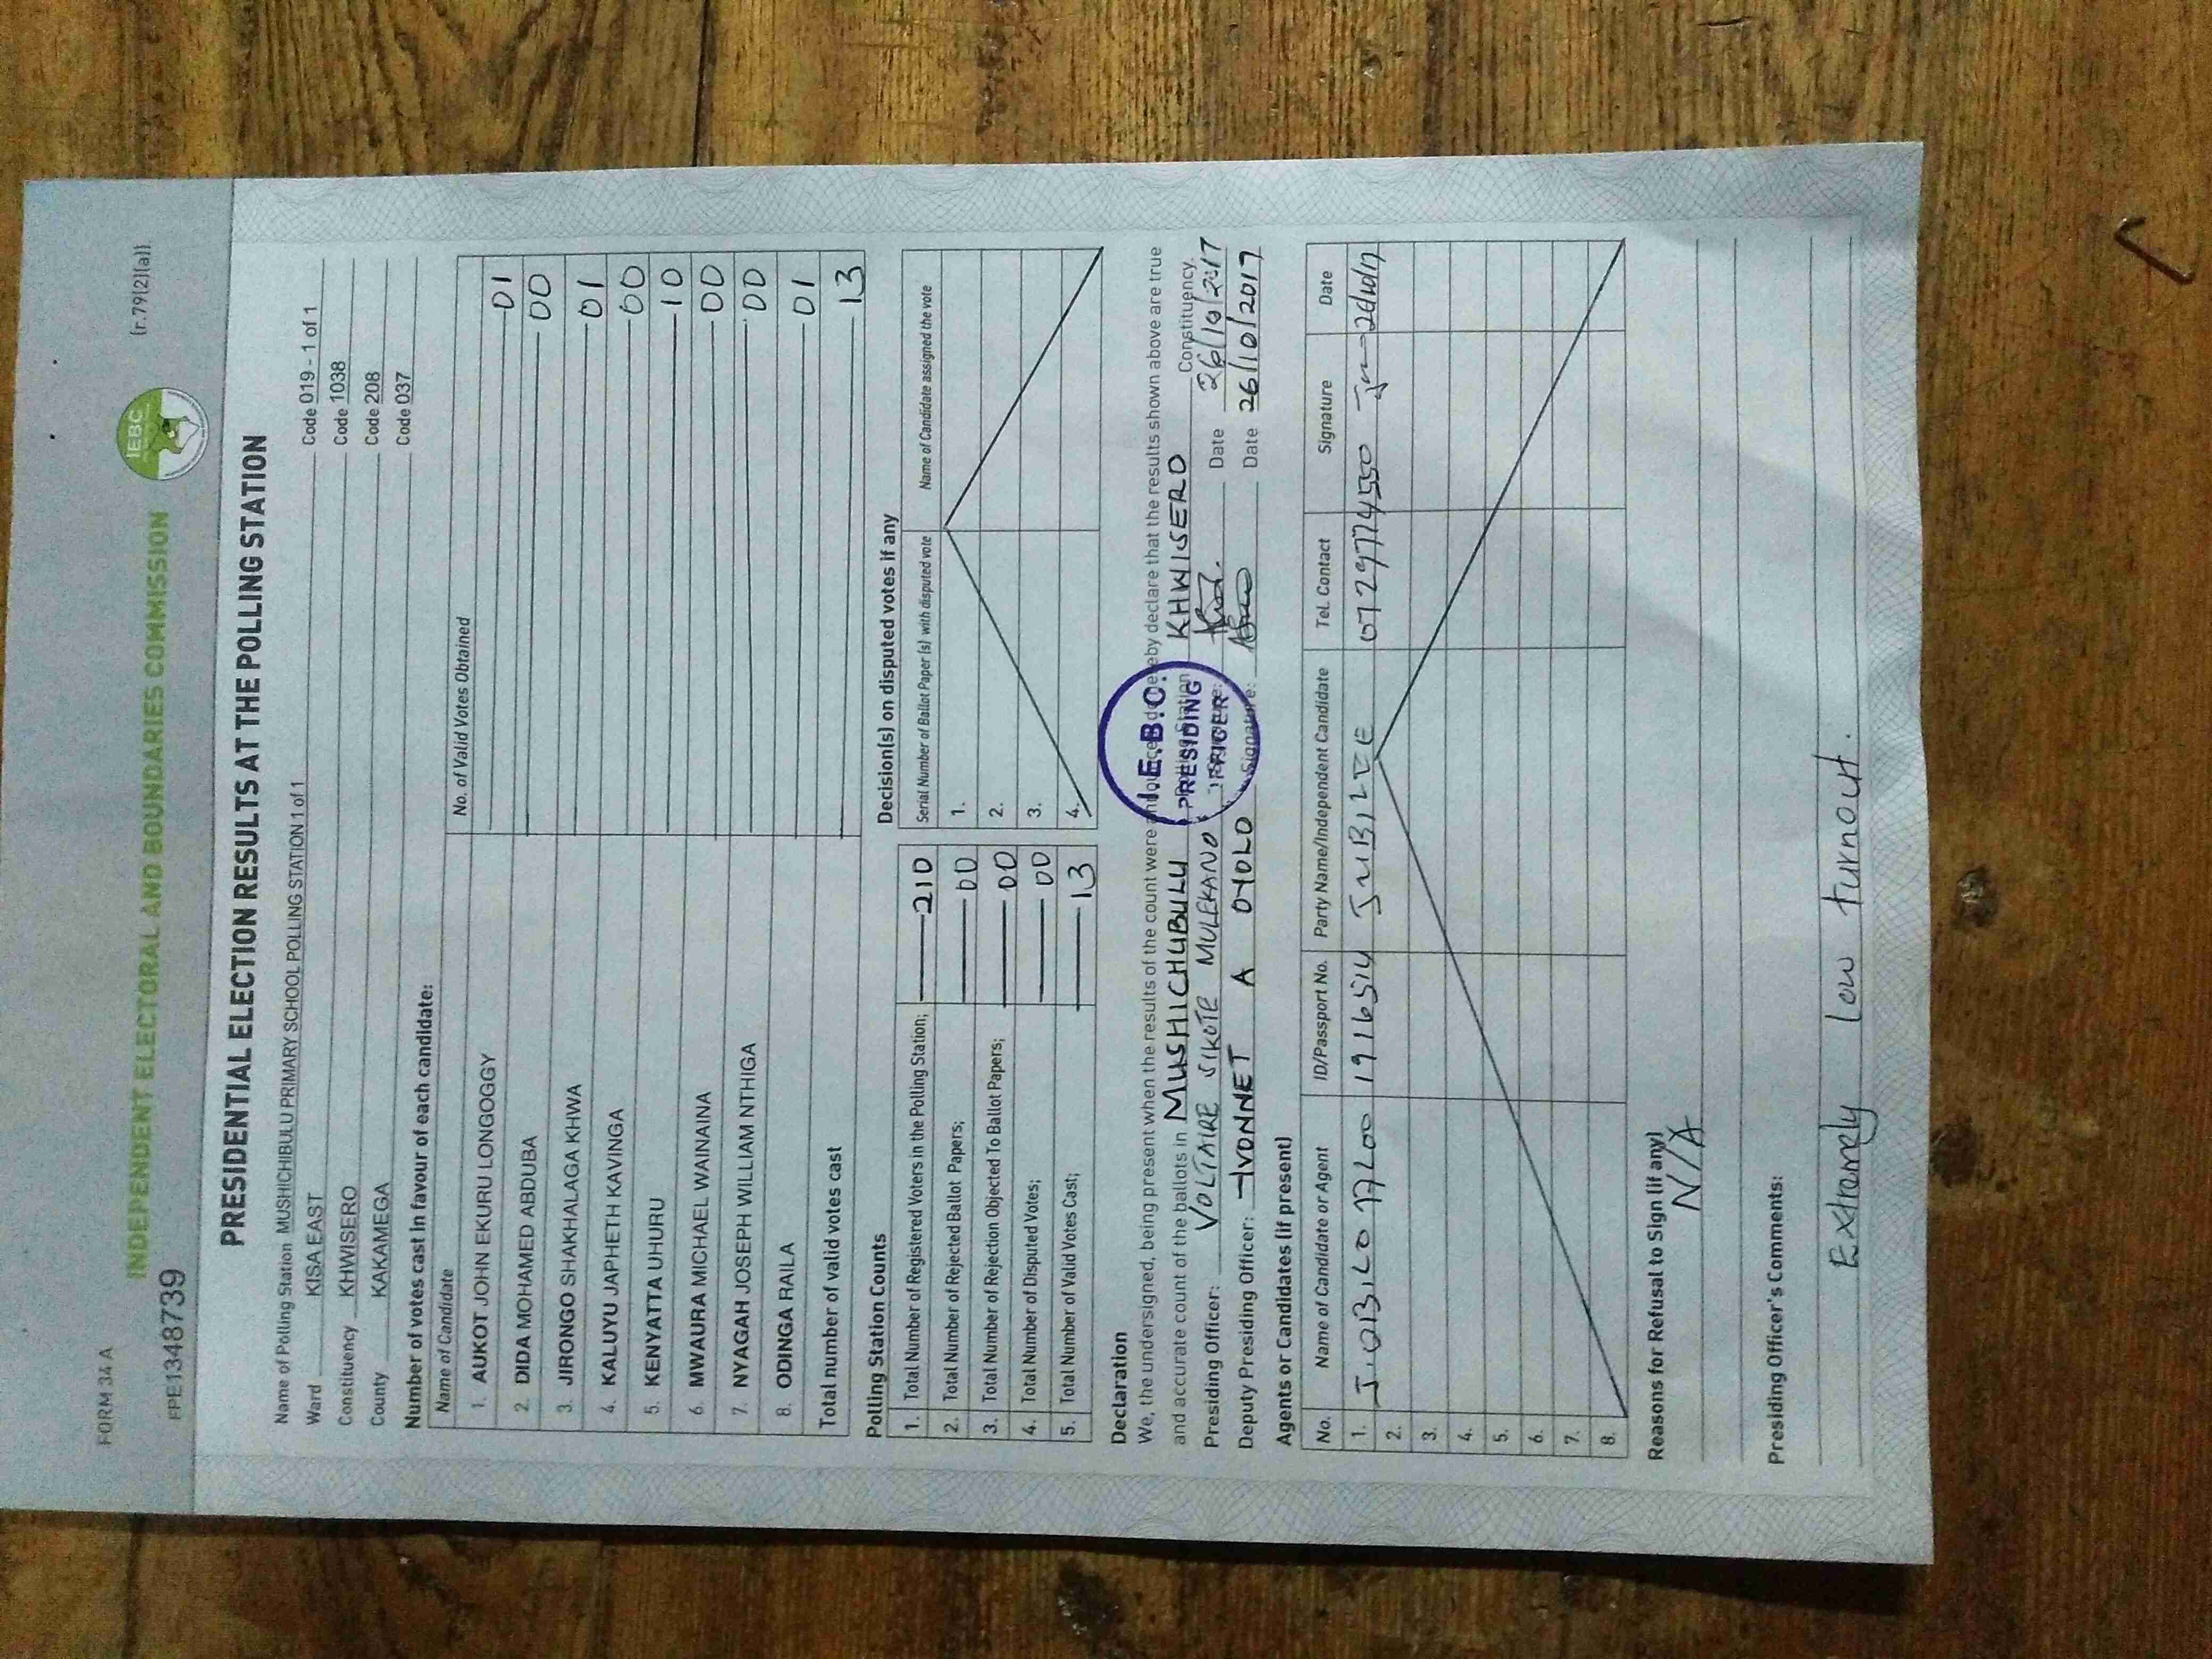 FORM 34 A
(r.79(2)(a))
INDEPENDENT ELECTORAL AND BOUNDARIES COMMISSION
IEBC
FPE1348739
PRESIDENTIAL ELECTION RESULTS AT THE POLLING STATION
Name of Polling Station MUSHICHIBULU PRIMARY SCHOOL POLLING STATION 1 of 1 Code 019 - 1 of 1
Ward KISA EAST Code 1038
Constituency KHWISERO Code 208
County KAKAMEGA Code 037
Number of votes cast in favour of each candidate:
Name of Candidate No. of Valid Votes Obtained
1. AUKOT JOHN EKURU LONGOGGY 01
2. DIDA MOHAMED ABDUBA 00
3. JIRONGO SHAKHALAGA KHWA 01
4. KALUYU JAPHETH KAVINGA 00
5. KENYATTA UHURU 10
6. MWAURA MICHAEL WAINAINA 00
7. NYAGAH JOSEPH WILLIAM NTHIGA 00
8. ODINGA RAILA 01
Total number of valid votes cast 13
Polling Station Counts
1. Total Number of Registered Voters in the Polling Station; 210
2. Total Number of Rejected Ballot Papers; 00
3. Total Number of Rejection Objected To Ballot Papers; 00
4. Total Number of Disputed Votes; 00
5. Total Number of Valid Votes Cast; 13
Decision(s) on disputed votes if any
Serial Number of Ballot Paper (s) with disputed vote Name of Candidate assigned the vote
1.
2.
3.
4.
Declaration
We, the undersigned, being present when the results of the count were announced, do hereby declare that the results shown above are true
and accurate count of the ballots in MUSHICHUBULU Polling Station KHWISERO Constituency.
Presiding Officer: VOLTAIRE SIKOTE MULEKANO Signature: Date 26/10/2017
Deputy Presiding Officer: IVONNET A OYOLO Signature: Date 26/10/2017
I.E.B.C.
PRESIDING
OFFICER
Agents or Candidates (if present)
No. Name of Candidate or Agent ID/Passport No. Party Name/Independent Candidate Tel. Contact Signature Date
1. 19116514 JUBILEE 0729774550
2.
3.
4.
5.
6.
7.
8.
Reasons for Refusal to Sign (if any)
N/A
Presiding Officer's Comments:
Extremely low turnout.